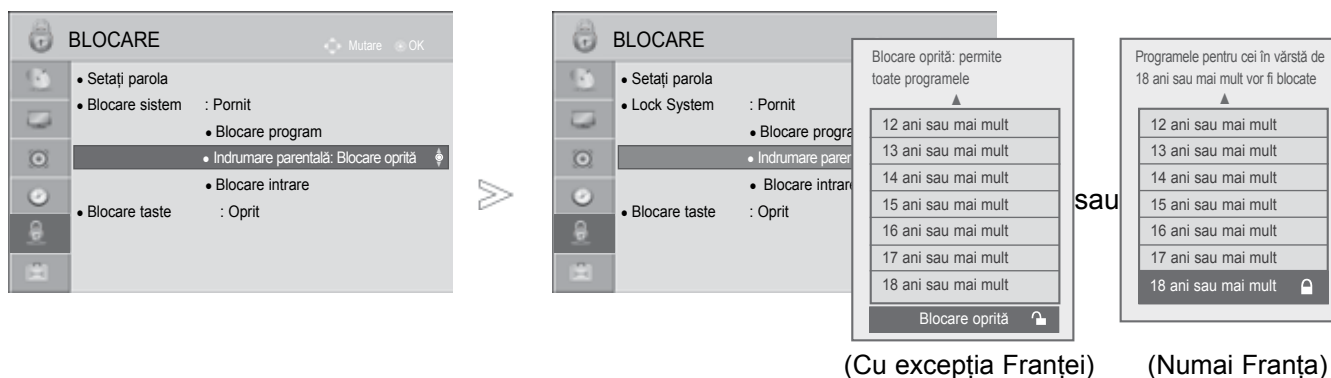 BLOCARE
Mutare OK
• Setați parola
• Blocare sistem : Pornit
• Blocare program
• Indrumare parentală: Blocare oprită
• Blocare intrare
• Blocare taste : Oprit
BLOCARE
• Setați parola
• Lock System : Pornit
• Blocare progra
• Indrumare paren
• Blocare intrare
• Blocare taste : Oprit
Blocare oprită: permite
toate programele
12 ani sau mai mult
13 ani sau mai mult
14 ani sau mai mult
15 ani sau mai mult
16 ani sau mai mult
17 ani sau mai mult
18 ani sau mai mult
Blocare oprită
(Cu excepția Franței)
sau
Programele pentru cei în vârstă de
18 ani sau mai mult vor fi blocate
12 ani sau mai mult
13 ani sau mai mult
14 ani sau mai mult
15 ani sau mai mult
16 ani sau mai mult
17 ani sau mai mult
18 ani sau mai mult
(Numai Franța)